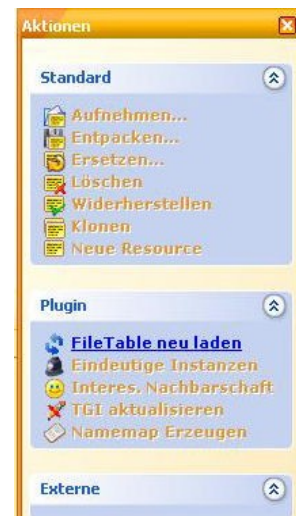 Aktionen
Standard
Aufnehmen...
Entpacken...
Ersetzen...
Löschen
Widerherstellen
Klonen
Neue Resource
Plugin
FileTable neu laden
Eindeutige Instanzen
Interes. Nachbarschaft
TGI aktualisieren
Namemap Erzeugen
Externe